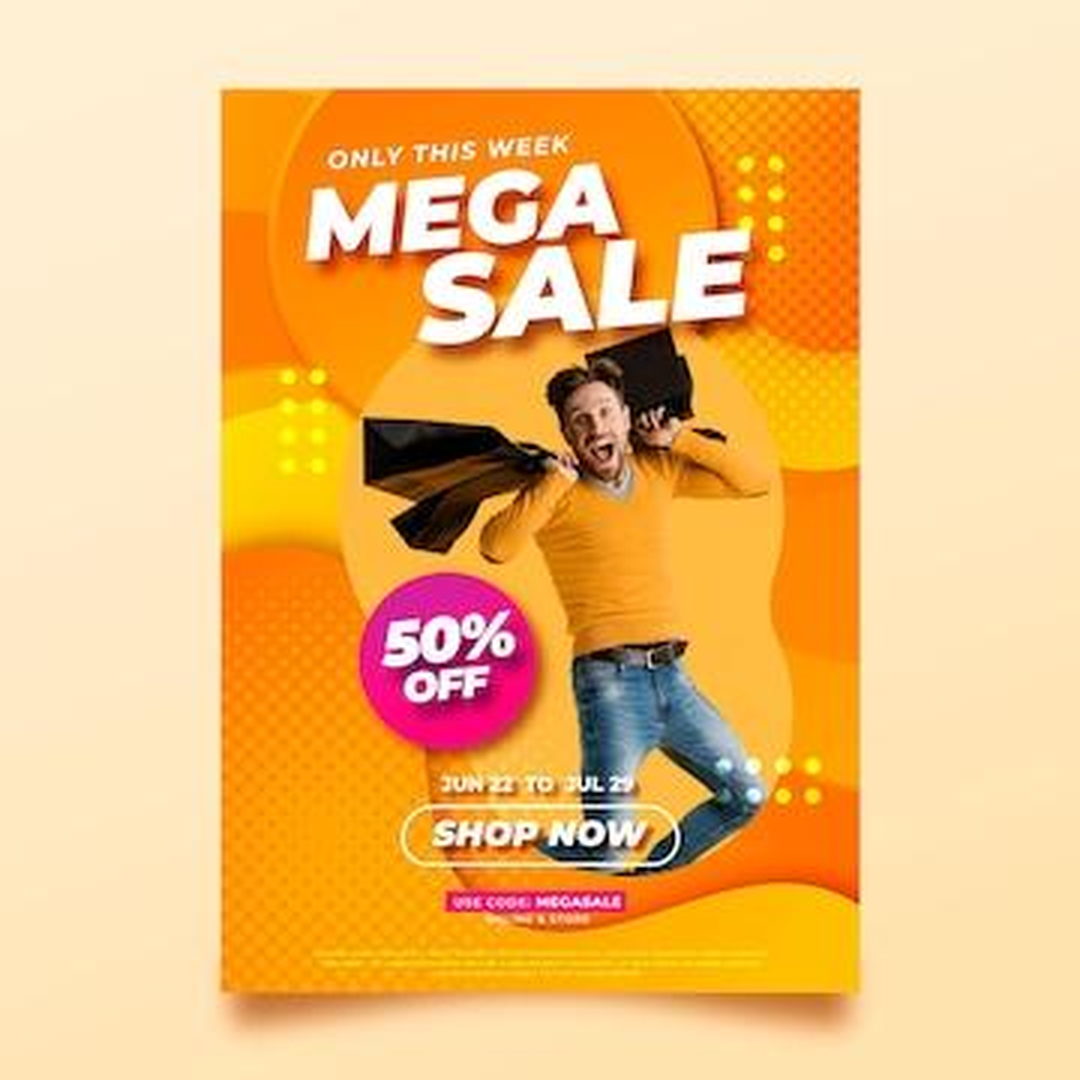 ONLY THIS WEEK
MEGA
SALE
50%
OFF
JUN 22 TO JUL 29
SHOP NOW
USE CODE: MEGASALE
ONLINE & STORE